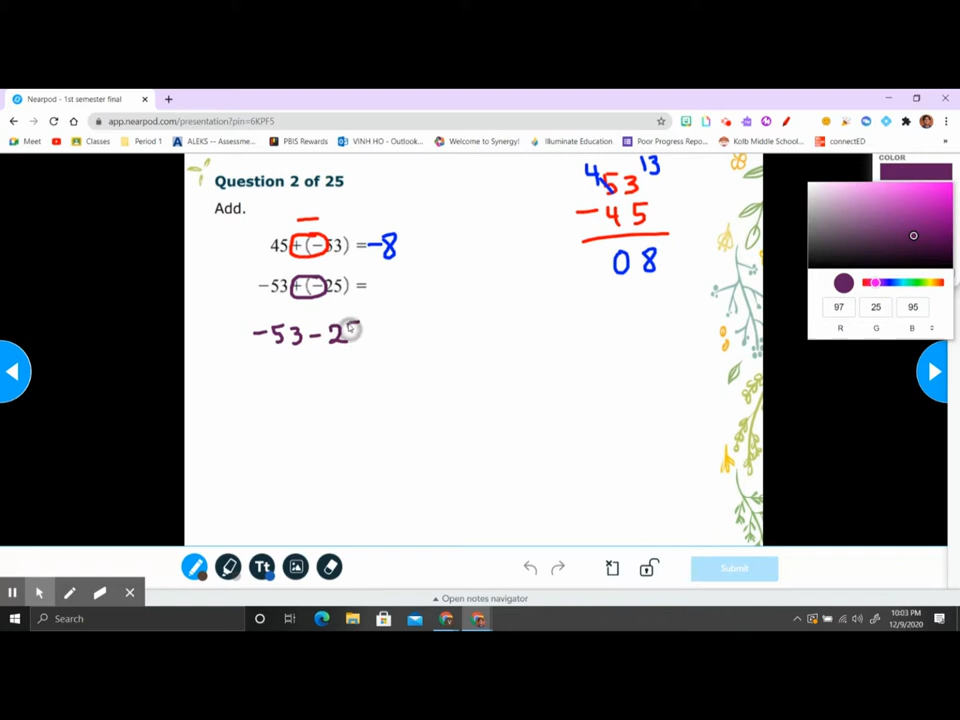 Nearpod - 1st semester final
app.nearpod.com/presentation?pin=6KPF5
Meet
Classes
Period 1
ALEKS -------
PBIS Rewards
VINH HO - Outlook...
Welcome to Synergy!
Illuminate Education
Poor Progress Repo...
Kolb Middle School...
connectED
»
COLOR
Question 2 of 25
Add.
–
45 + (−53) = -8
−53 + (−25) =
-53-25
4 13
53
- 45
08
97 25 95
R G B
Tt
Submit
Open notes navigator
Search
10:03 PM
12/9/2020